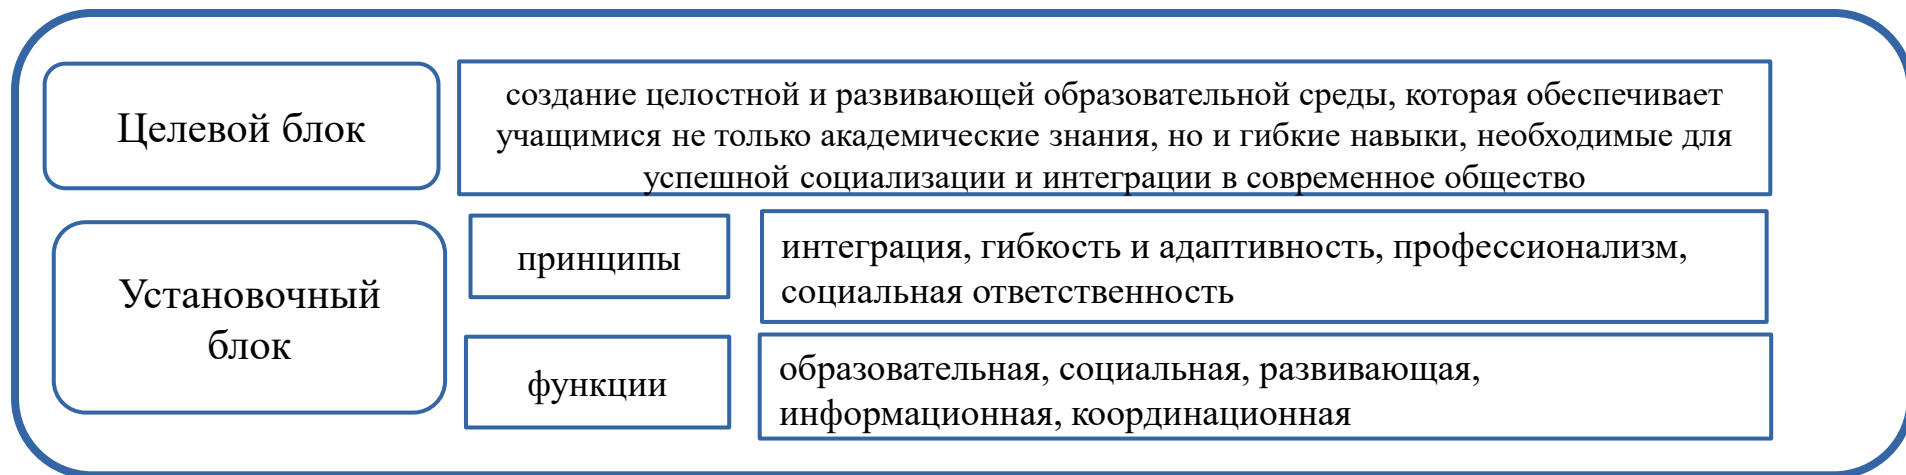 Целевой блок
создание целостной и развивающей образовательной среды, которая обеспечивает
учащимися не только академические знания, но и гибкие навыки, необходимые для
успешной социализации и интеграции в современное общество
Установочный
блок
принципы
интеграция, гибкость и адаптивность, профессионализм,
социальная ответственность
функции
образовательная, социальная, развивающая,
информационная, координационная